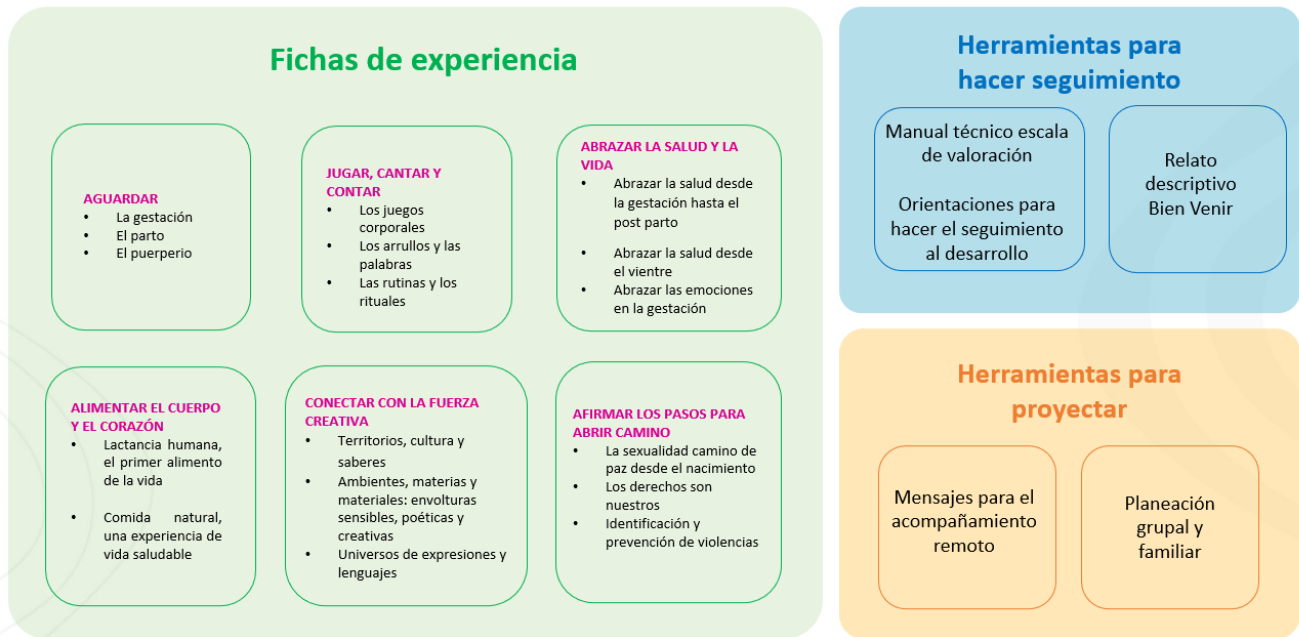 Fichas de experiencia
AGUARDAR
• La gestación
• El parto
• El puerperio
JUGAR, CANTAR Y
CONTAR
• Los juegos
corporales
• Los arrullos y las
palabras
• Las rutinas y los
rituales
ABRAZAR LA SALUD Y LA
VIDA
• Abrazar la salud desde
la gestación hasta el
post parto
• Abrazar la salud desde
el vientre
• Abrazar las emociones
en la gestación
ALIMENTAR EL CUERPO
Y EL CORAZÓN
• Lactancia humana,
el primer alimento
de la vida
• Comida natural,
una experiencia de
vida saludable
CONECTAR CON LA FUERZA
CREATIVA
• Territorios, cultura y
saberes
• Ambientes, materias y
materiales: envolturas
sensibles, poéticas y
creativas
• Universos de expresiones y
lenguajes
AFIRMAR LOS PASOS PARA
ABRIR CAMINO
• La sexualidad camino de
paz desde el nacimiento
• Los derechos son
nuestros
• Identificación y
prevención de violencias
Herramientas para
hacer seguimiento
Manual técnico escala
de valoración
Orientaciones para
hacer el seguimiento
al desarrollo
Relato
descriptivo
Bien Venir
Herramientas para
proyectar
Mensajes para el
acompañamiento
remoto
Planeación
grupal y
familiar